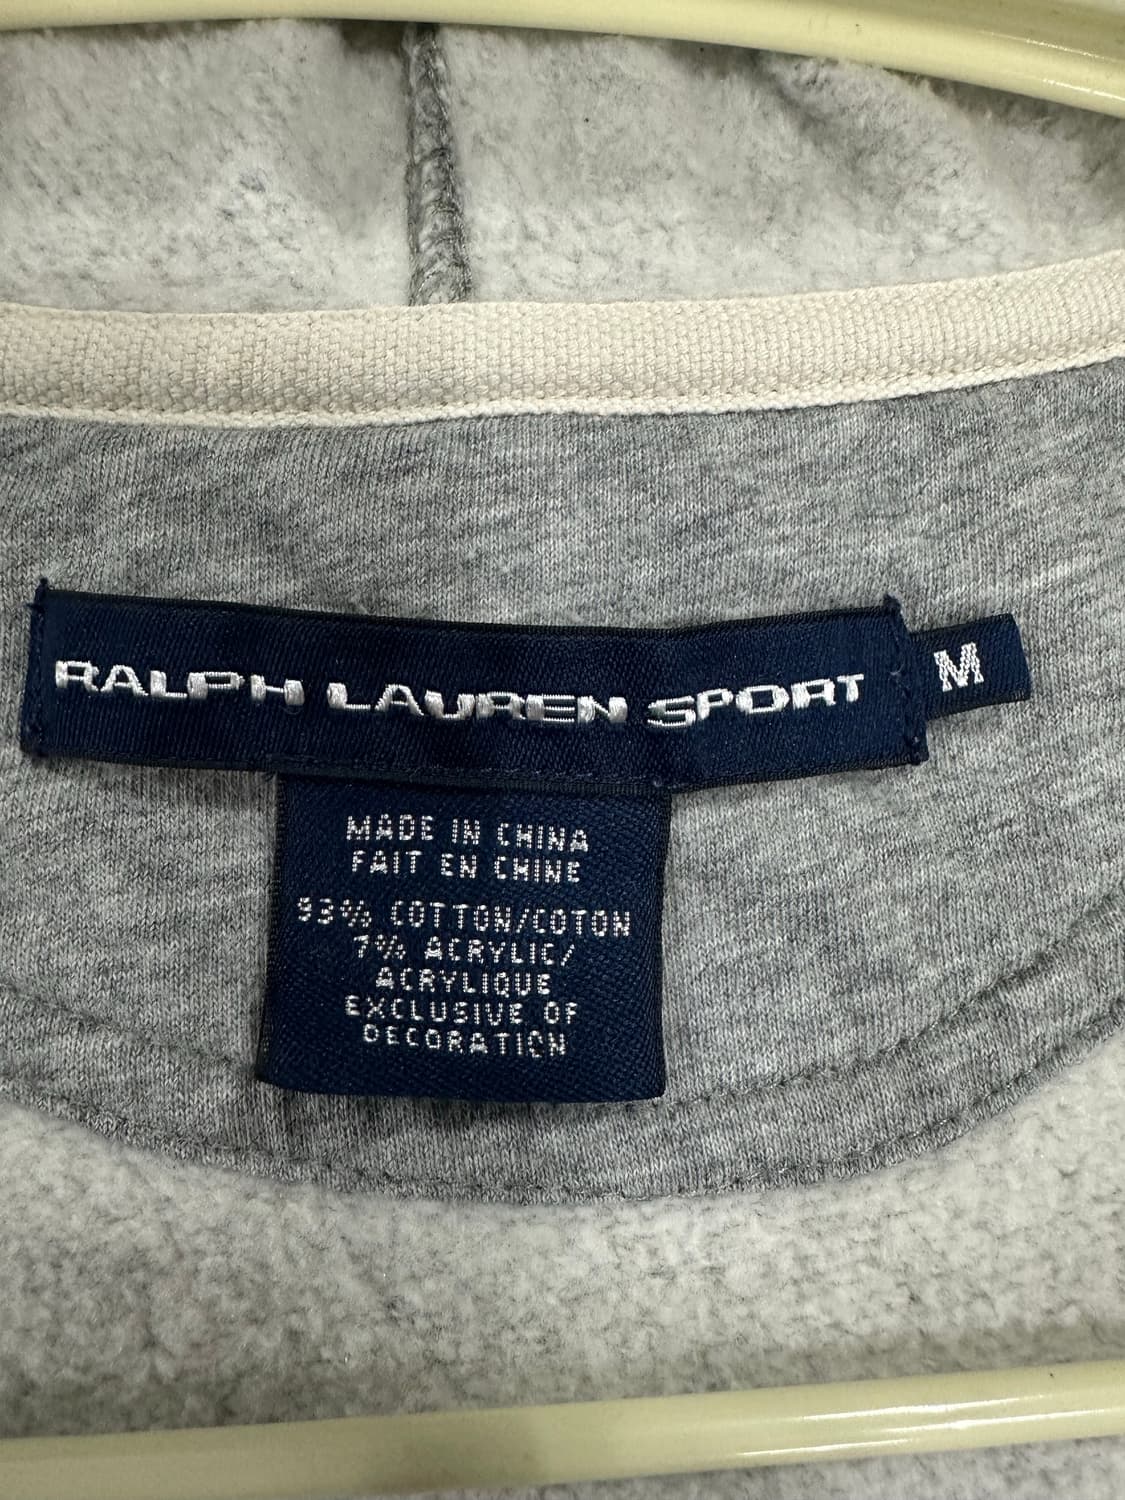 RALPH LAUREN SPORT M
MADE IN CHINA
FAIT EN CHINE
93% COTTON/COTON
7% ACRYLIC/
ACRYLIQUE
EXCLUSIVE OF
DECORATION